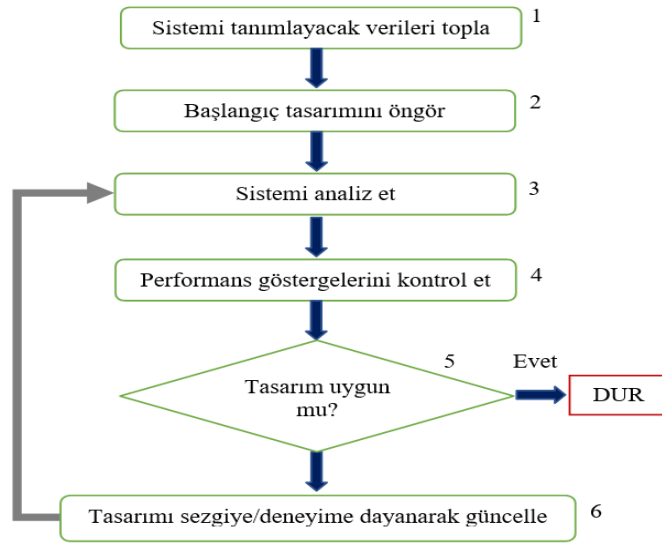 Sistemi tanımlayacak verileri topla
1
Başlangıç tasarımını öngör
2
Sistemi analiz et
3
Performans göstergelerini kontrol et
4
Tasarım uygun
mu?
5
Evet
DUR
Tasarımı sezgiye/deneyime dayanarak güncelle
6